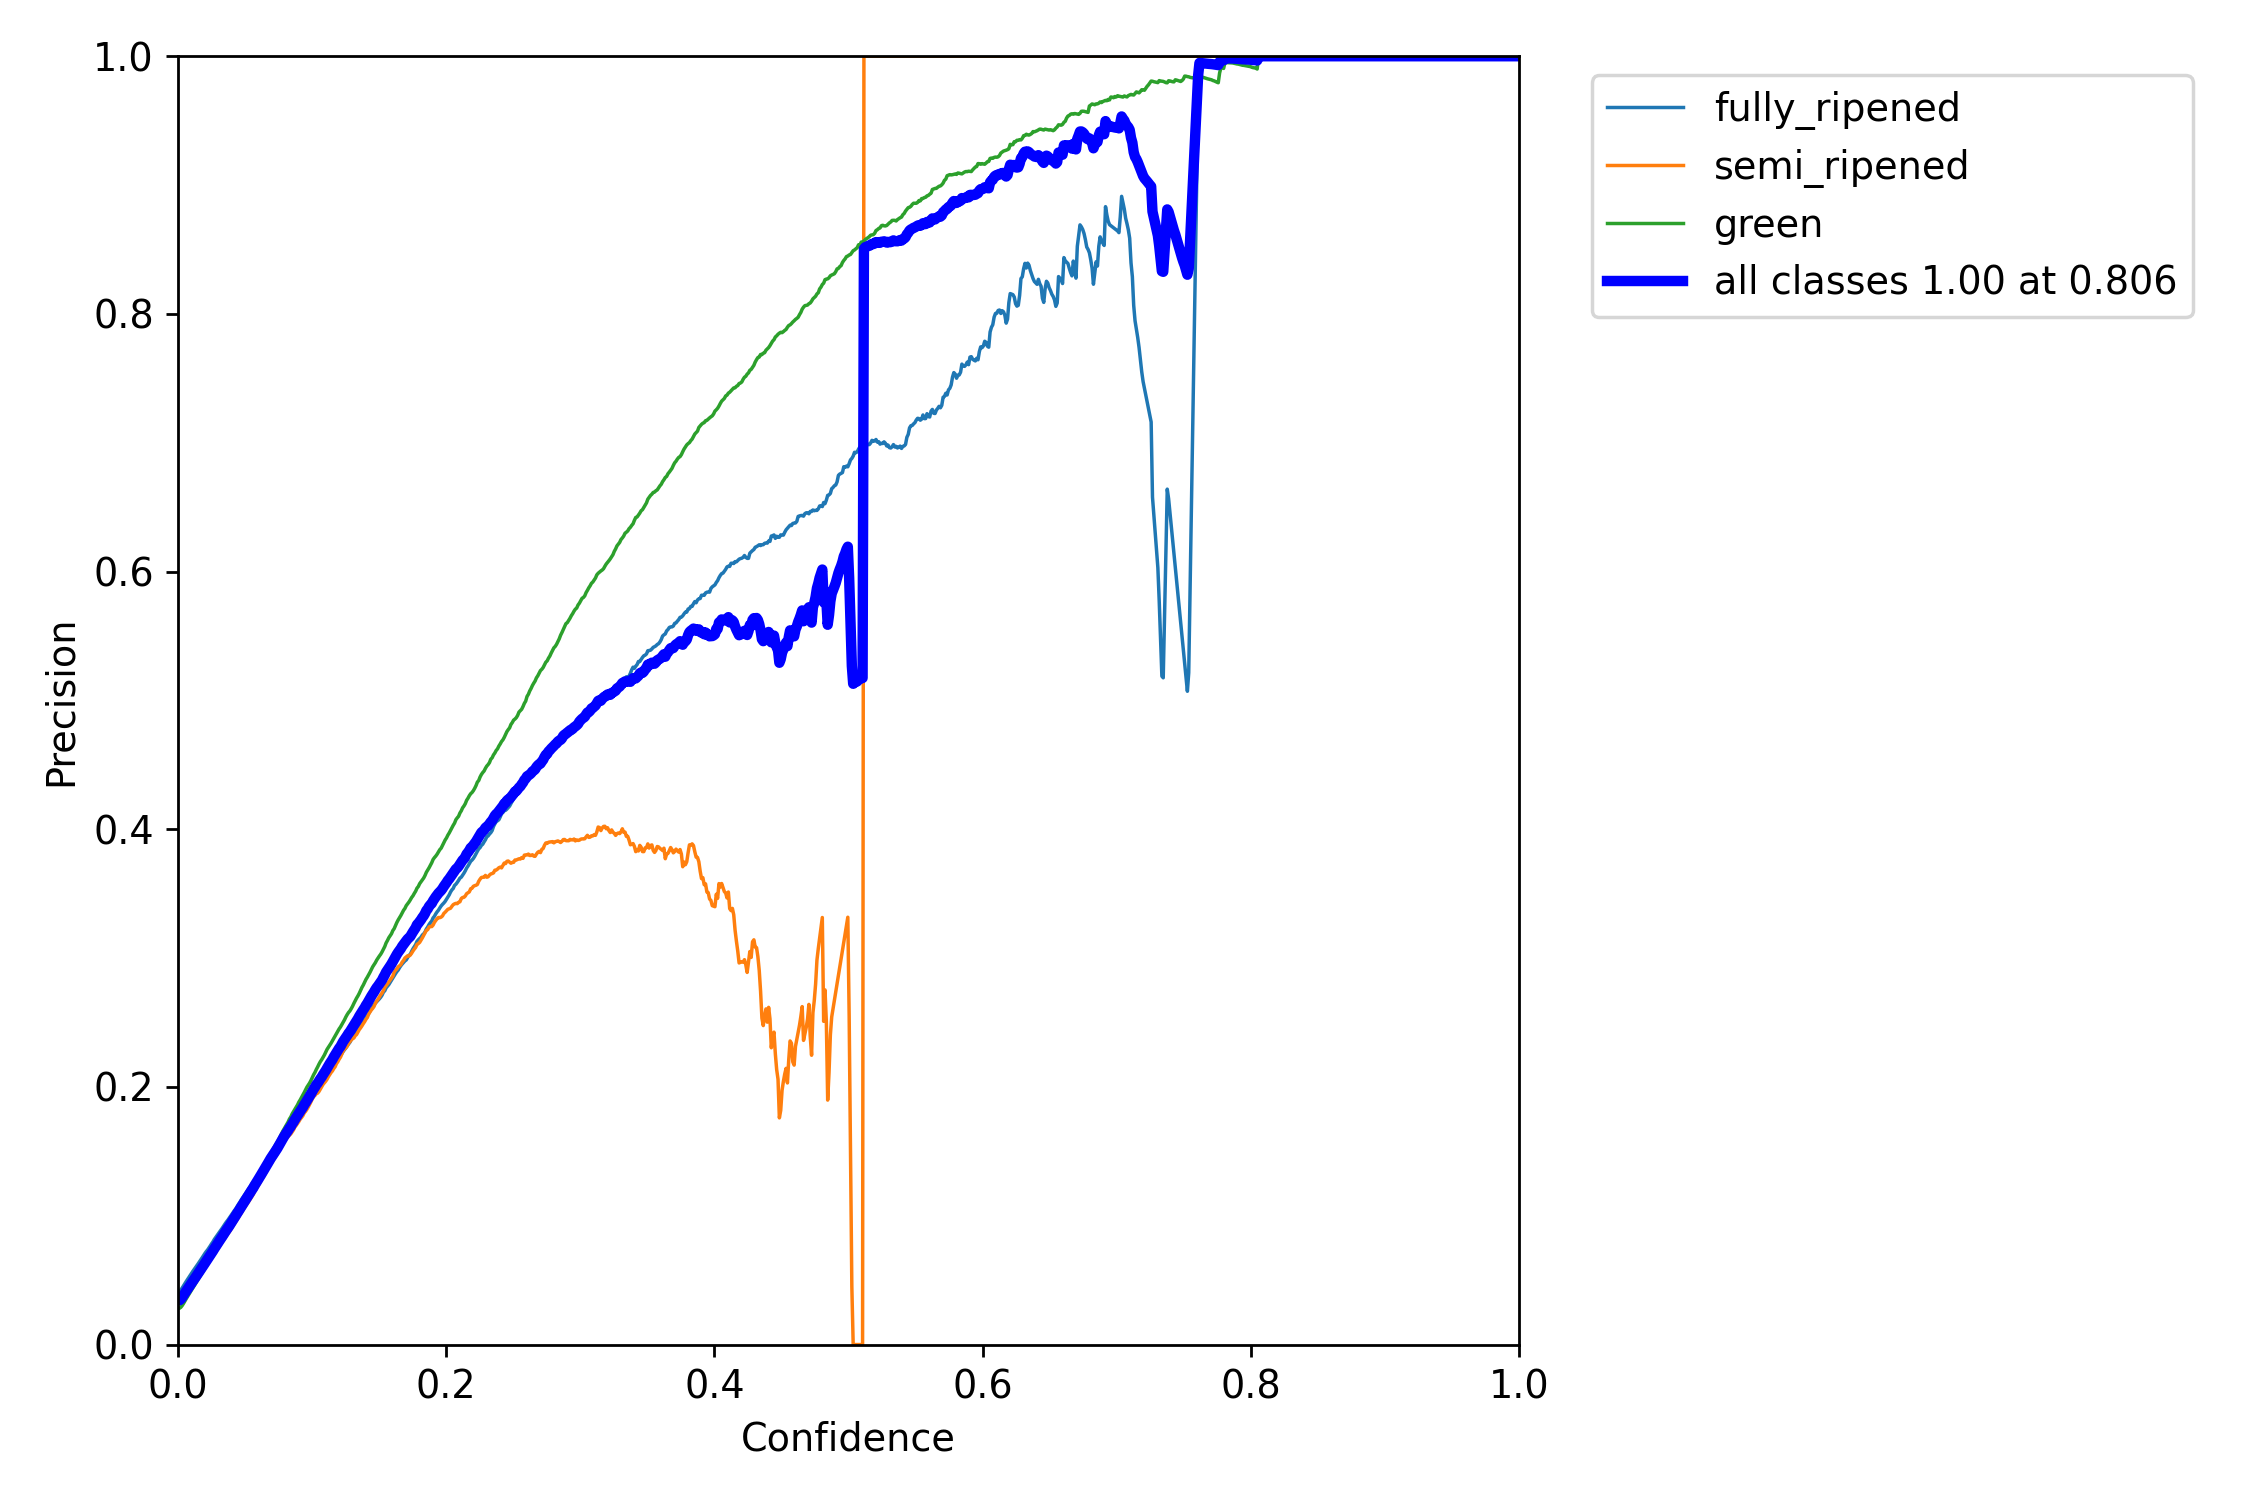 1.0
0.8
0.6
0.4
0.2
0.0
Precision
0.0 0.2 0.4 0.6 0.8 1.0
Confidence
fully_ripened
semi_ripened
green
all classes 1.00 at 0.806